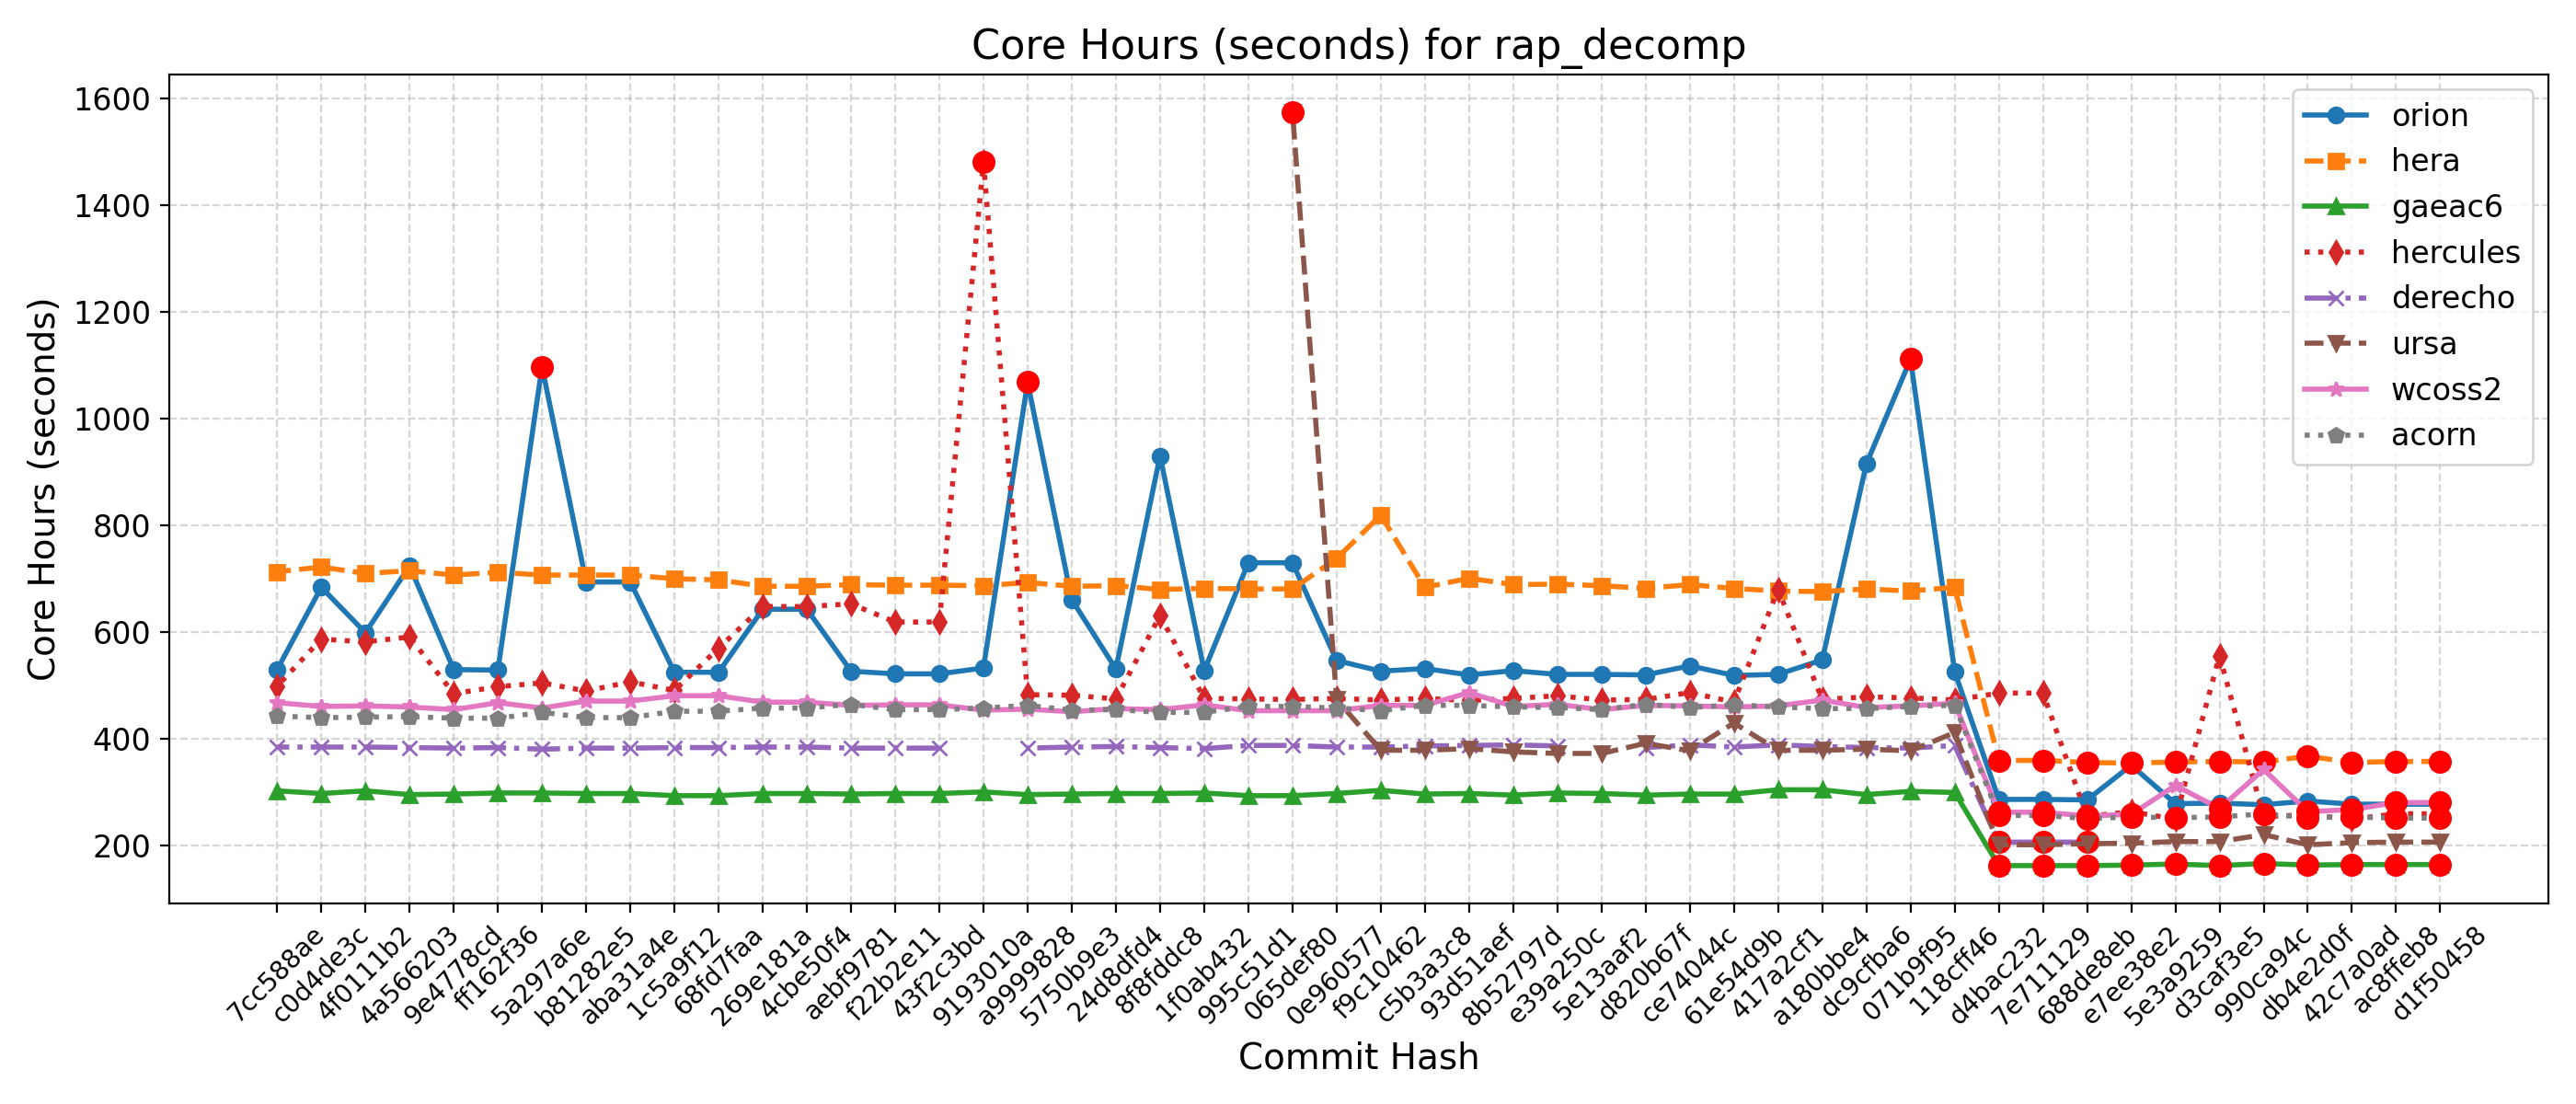 Core Hours (seconds) for rap_decomp
Core Hours (seconds)
1600
1400
1200
1000
800
600
400
200
orion
hera
gaeac6
hercules
derecho
ursa
wcoss2
acorn
7cc588ae
c0d4de3c
4f0111b2
4a566203
9e4778cd
ff162f36
5a297a6e
b81282e5
aba31a4e
1c5a9f12
68fd7faa
269e181a
4cbe50f4
aebf9781
f22b2e11
43f2c3bd
9193010a
a9999828
5750b9e3
24d8dfd4
8f8fddc8
1f0ab432
995c51d1
065def80
0e960577
f9c10462
c5b3a3c8
93d51aef
8b52797d
e39a250c
5e13aaf2
d820b67f
ce74044c
61e54d9b
417a2cf1
a180bbe4
dc9cfba6
071b9f95
118cff46
d4bac232
7e711129
688de8eb
e7ee38e2
5e3a9259
d3caf3e5
990ca94c
db4e2d0f
42c7a0ad
ac8ffeb8
d1f50458
Commit Hash